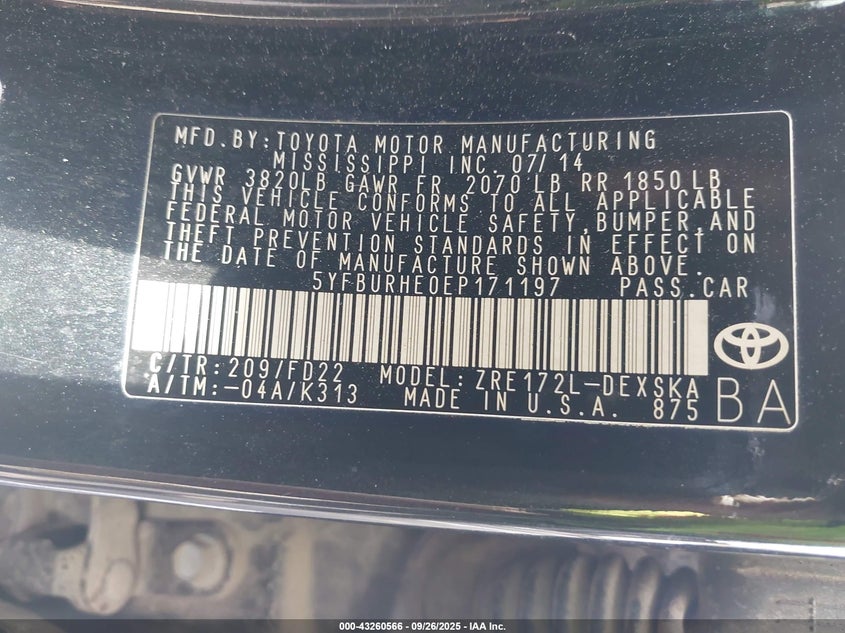 MFD.BY:TOYOTA MOTOR MANUFACTURING
MISSISSIPPI INC. 07/14
GVWR 3820LB GAWR FR 2070LB RR 1850LB
THIS VEHICLE CONFORMS TO ALL APPLICABLE
FEDERAL MOTOR VEHICLE SAFETY,BUMPER,AND
THEFT PREVENTION STANDARDS IN EFFECT ON
THE DATE OF MANUFACTURE SHOWN ABOVE.
5YFBURHE0EP171197 PASS.CAR
C/TR:209/FD22 MODEL:ZRE172L-DEXSKA
A/TM:-04A/K313 MADE IN U.S.A. 875
BA
000-43260566 - 09/26/2025 - IAA Inc.